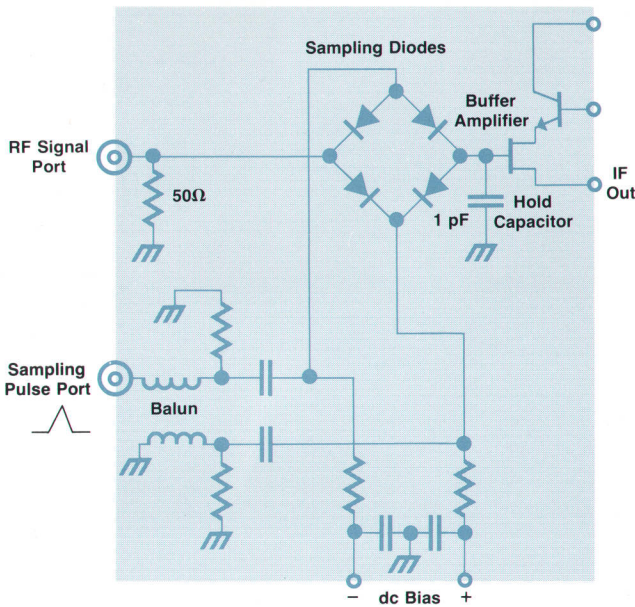 Sampling Diodes
Buffer
Amplifier
RF Signal
Port
50Ω
IF
Out
1 pF
Hold
Capacitor
Sampling
Pulse Port
Balun
− dc Bias +